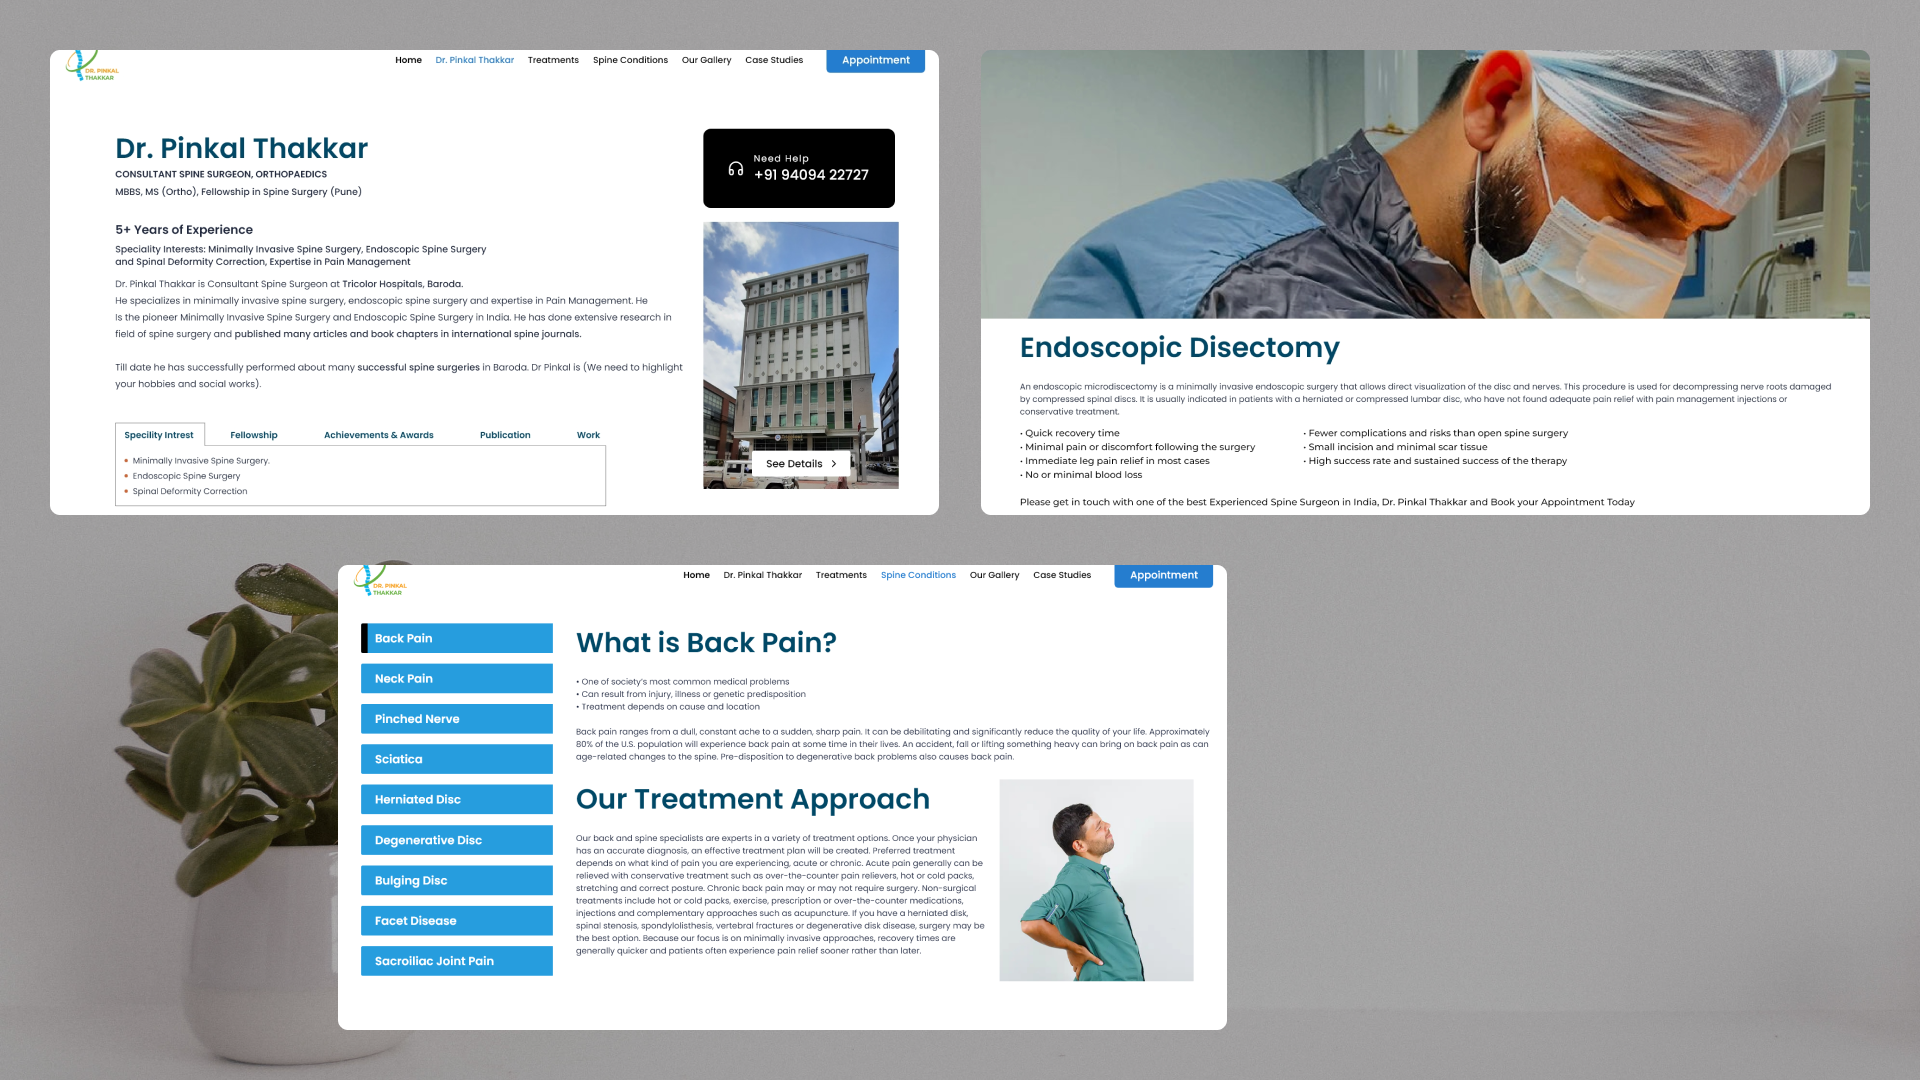 DR. PINKAL
THAKKAR
Home Dr. Pinkal Thakkar Treatments Spine Conditions Our Gallery Case Studies Appointment
Dr. Pinkal Thakkar
CONSULTANT SPINE SURGEON, ORTHOPAEDICS
MBBS, MS (Ortho), Fellowship in Spine Surgery (Pune)
5+ Years of Experience
Speciality Interests: Minimally Invasive Spine Surgery, Endoscopic Spine Surgery
and Spinal Deformity Correction, Expertise in Pain Management
Dr. Pinkal Thakkar is Consultant Spine Surgeon at Tricolor Hospitals, Baroda.
He specializes in minimally invasive spine surgery, endoscopic spine surgery and expertise in Pain Management. He
Is the pioneer Minimally Invasive Spine Surgery and Endoscopic Spine Surgery in India. He has done extensive research in
field of spine surgery and published many articles and book chapters in international spine journals.
Till date he has successfully performed about many successful spine surgeries in Baroda. Dr Pinkal is (We need to highlight
your hobbies and social works).
Specility Intrest Fellowship Achievements & Awards Publication Work
• Minimally Invasive Spine Surgery.
• Endoscopic Spine Surgery
• Spinal Deformity Correction
Need Help
+91 94094 22727
See Details >
Endoscopic Disectomy
An endoscopic microdiscectomy is a minimally invasive endoscopic surgery that allows direct visualization of the disc and nerves. This procedure is used for decompressing nerve roots damaged
by compressed spinal discs. It is usually indicated in patients with a herniated or compressed lumbar disc, who have not found adequate pain relief with pain management injections or
conservative treatment.
• Quick recovery time
• Minimal pain or discomfort following the surgery
• Immediate leg pain relief in most cases
• No or minimal blood loss
• Fewer complications and risks than open spine surgery
• Small incision and minimal scar tissue
• High success rate and sustained success of the therapy
Please get in touch with one of the best Experienced Spine Surgeon in India, Dr. Pinkal Thakkar and Book your Appointment Today
DR. PINKAL
THAKKAR
Home Dr. Pinkal Thakkar Treatments Spine Conditions Our Gallery Case Studies Appointment
Back Pain
Neck Pain
Pinched Nerve
Sciatica
Herniated Disc
Degenerative Disc
Bulging Disc
Facet Disease
Sacroiliac Joint Pain
What is Back Pain?
• One of society's most common medical problems
• Can result from injury, illness or genetic predisposition
• Treatment depends on cause and location
Back pain ranges from a dull, constant ache to a sudden, sharp pain. It can be debilitating and significantly reduce the quality of your life. Approximately
80% of the U.S. population will experience back pain at some time in their lives. An accident, fall or lifting something heavy can bring on back pain as can
age-related changes to the spine. Pre-disposition to degenerative back problems also causes back pain.
Our Treatment Approach
Our back and spine specialists are experts in a variety of treatment options. Once your physician
has an accurate diagnosis, an effective treatment plan will be created. Preferred treatment
depends on what kind of pain you are experiencing, acute or chronic. Acute pain generally can be
relieved with conservative treatment such as over-the-counter pain relievers, hot or cold packs,
stretching and correct posture. Chronic back pain may or may not require surgery. Non-surgical
treatments include hot or cold packs, exercise, prescription or over-the-counter medications,
injections and complementary approaches such as acupuncture. If you have a herniated disk,
spinal stenosis, spondylolisthesis, vertebral fractures or degenerative disk disease, surgery may be
the best option. Because our focus is on minimally invasive approaches, recovery times are
generally quicker and patients often experience pain relief sooner rather than later.